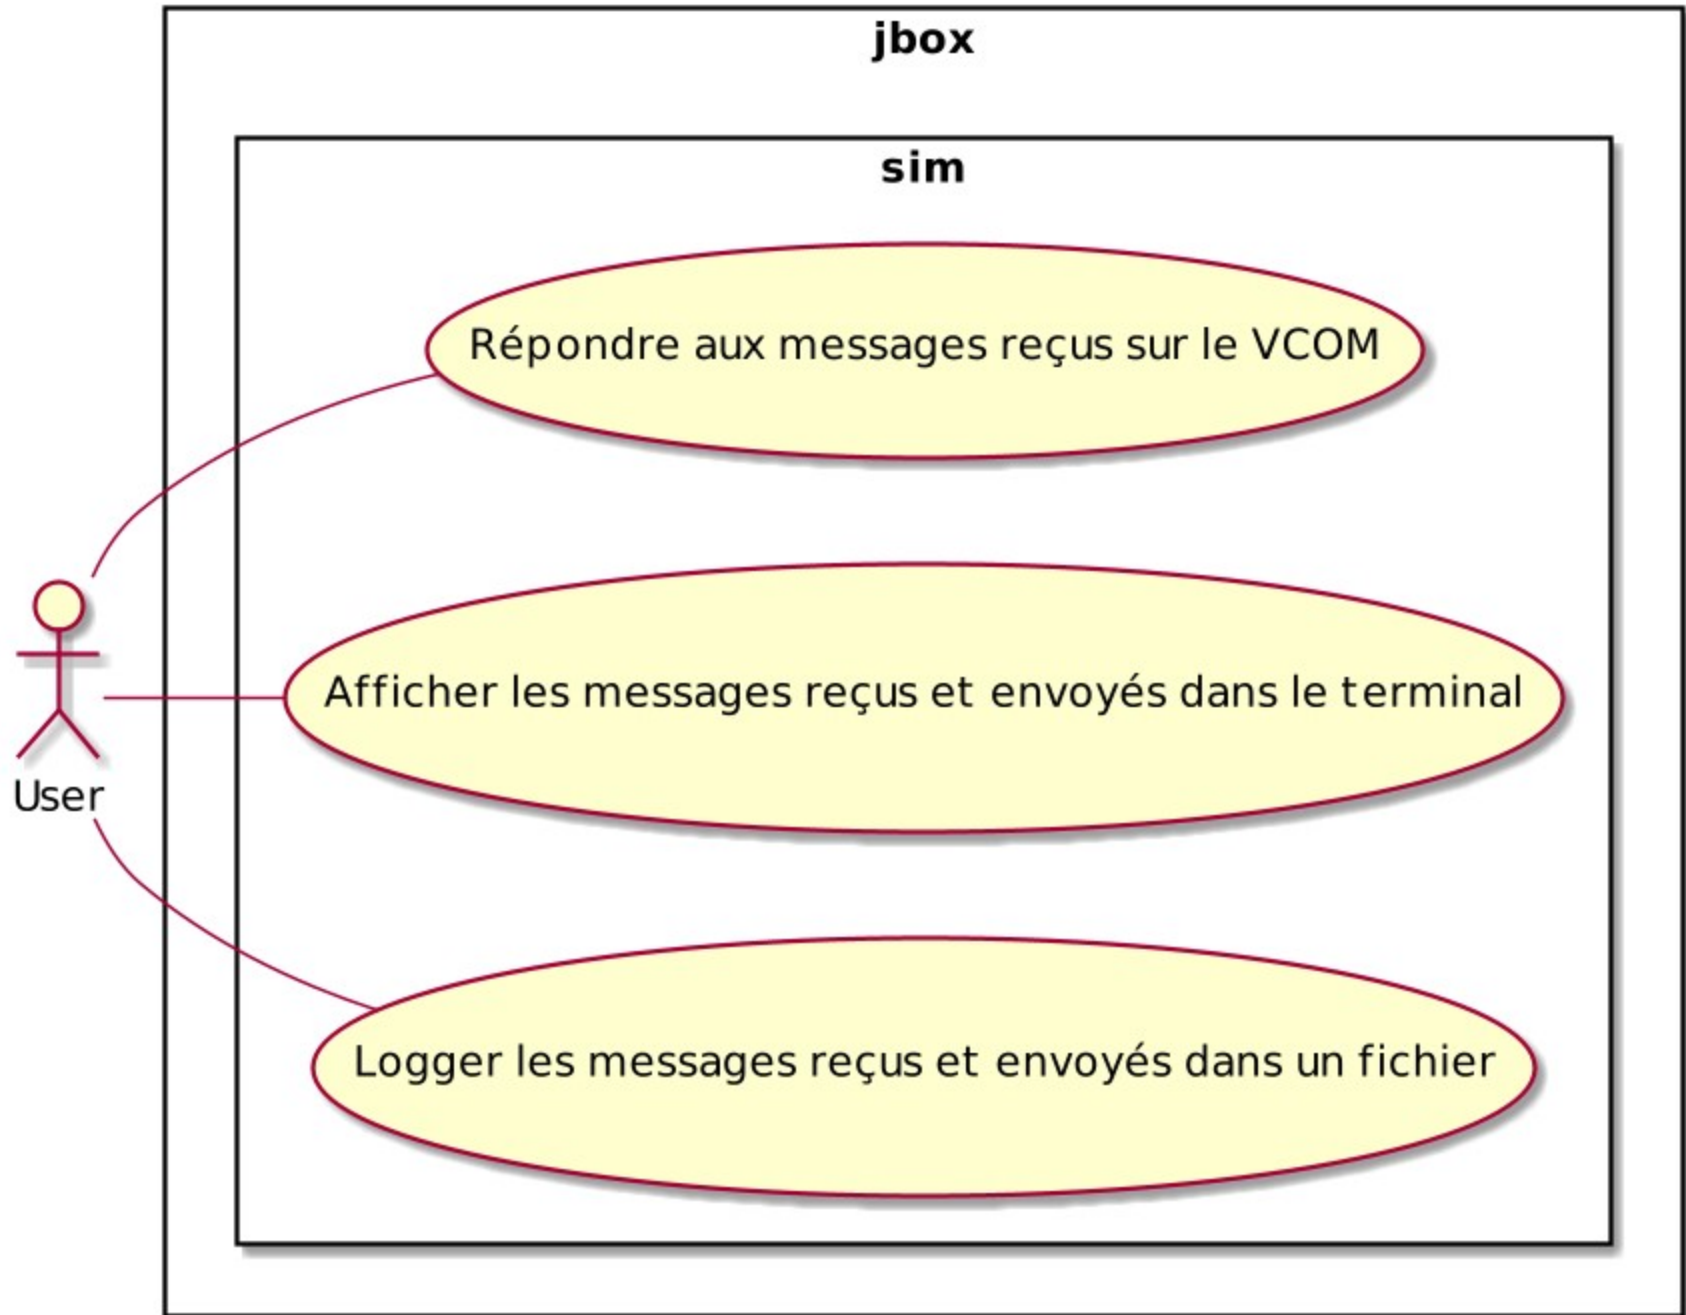 jbox
sim
Répondre aux messages reçus sur le VCOM
Afficher les messages reçus et envoyés dans le terminal
User
Logger les messages reçus et envoyés dans un fichier